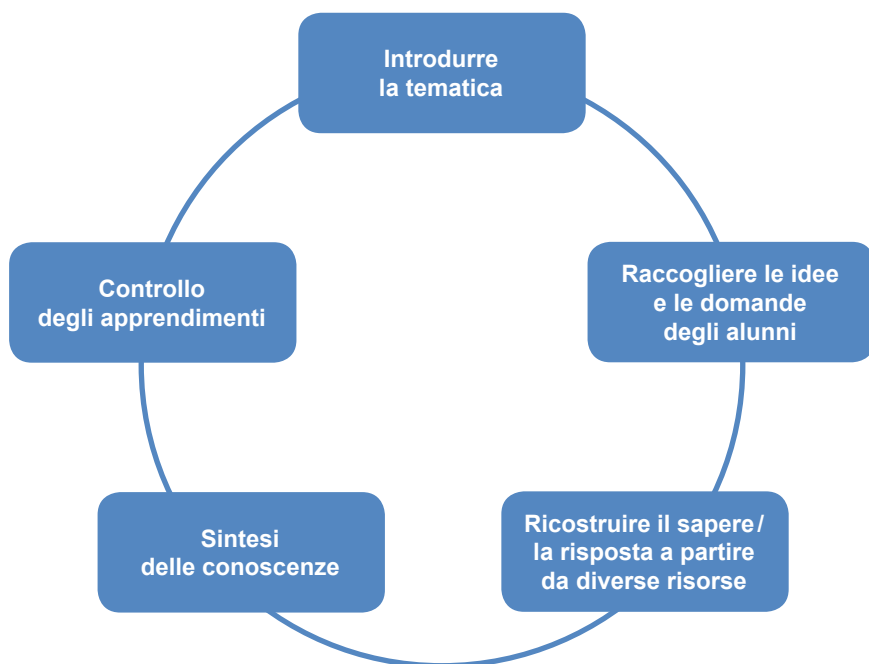 Introdurre
la tematica
Raccogliere le idee
e le domande
degli alunni
Ricostruire il sapere/
la risposta a partire
da diverse risorse
Sintesi
delle conoscenze
Controllo
degli apprendimenti